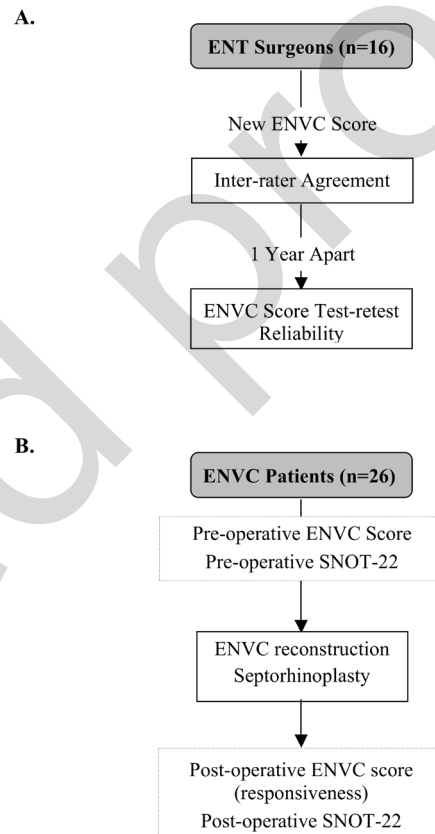 A.
ENT Surgeons (n=16)
New ENVC Score
Inter-rater Agreement
1 Year Apart
ENVC Score Test-retest
Reliability
B.
ENVC Patients (n=26)
Pre-operative ENVC Score
Pre-operative SNOT-22
ENVC reconstruction
Septorhinoplasty
Post-operative ENVC score
(responsiveness)
Post-operative SNOT-22
d pro